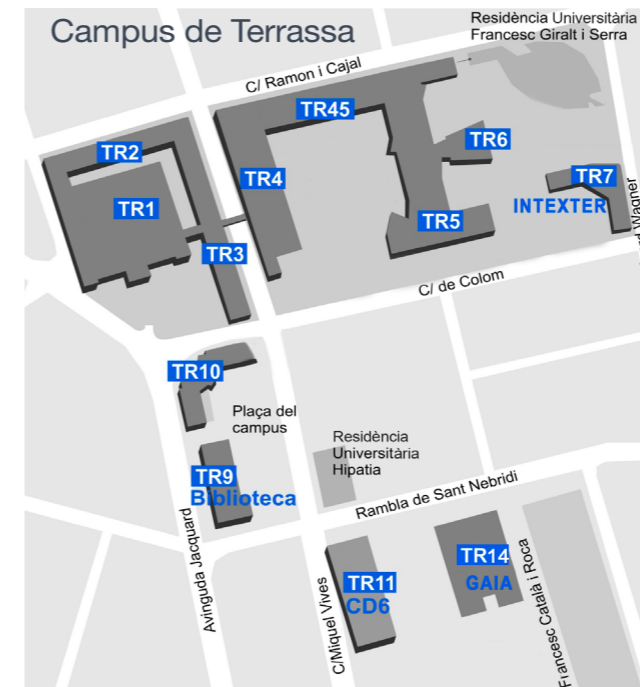 Campus de Terrassa
Residència Universitària
Francesc Giralt i Serra
C/ Ramon i Cajal
TR45
TR2
TR6
TR4
TR7
TR1
INTEXTER
TR5
TR3
Wagner
C/ de Colom
TR10
Plaça del
campus
Residència
Universitària
Hipatia
TR9
Biblioteca
Rambla de Sant Nebridi
Avinguda Jacquard
TR14
GAIA
TR11
CD6
C/Miquel Vives
Francesc Català i Roca